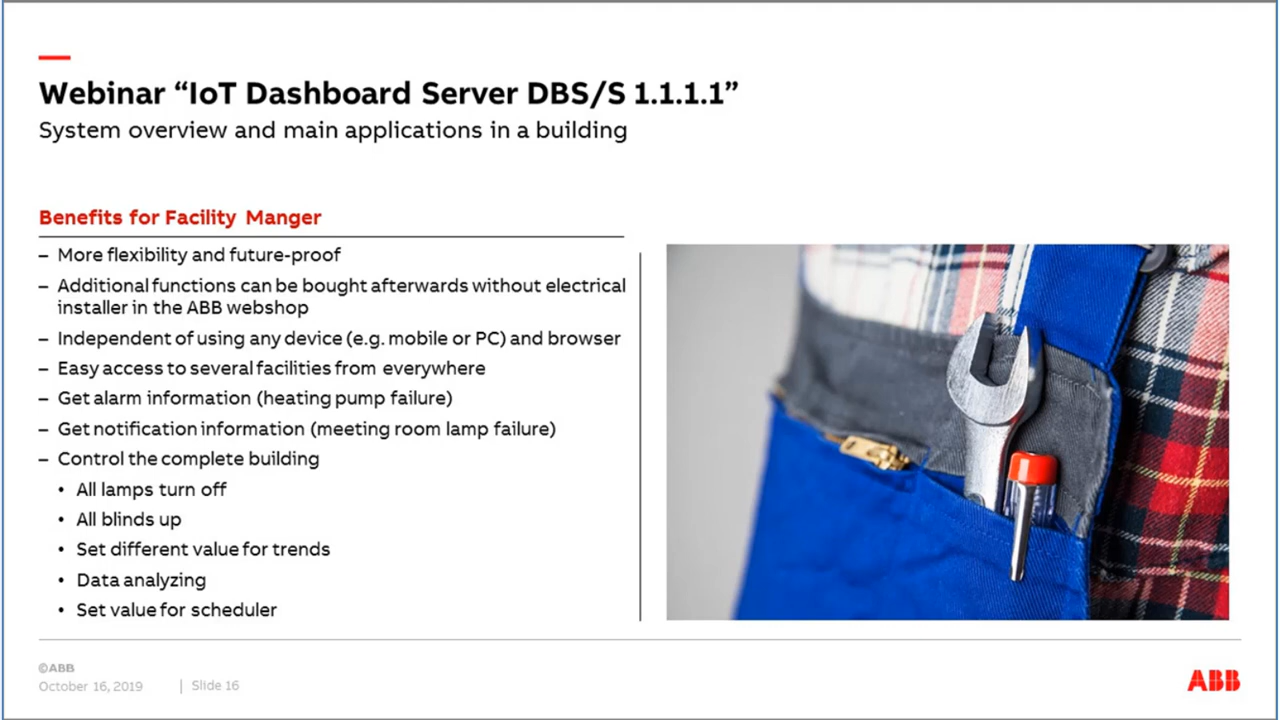 Webinar “IoT Dashboard Server DBS/S 1.1.1.1”
System overview and main applications in a building
Benefits for Facility Manger
– More flexibility and future-proof
– Additional functions can be bought afterwards without electrical
installer in the ABB webshop
– Independent of using any device (e.g. mobile or PC) and browser
– Easy access to several facilities from everywhere
– Get alarm information (heating pump failure)
– Get notification information (meeting room lamp failure)
– Control the complete building
• All lamps turn off
• All blinds up
• Set different value for trends
• Data analyzing
• Set value for scheduler
©ABB
October 16, 2019 | Slide 16
ABB